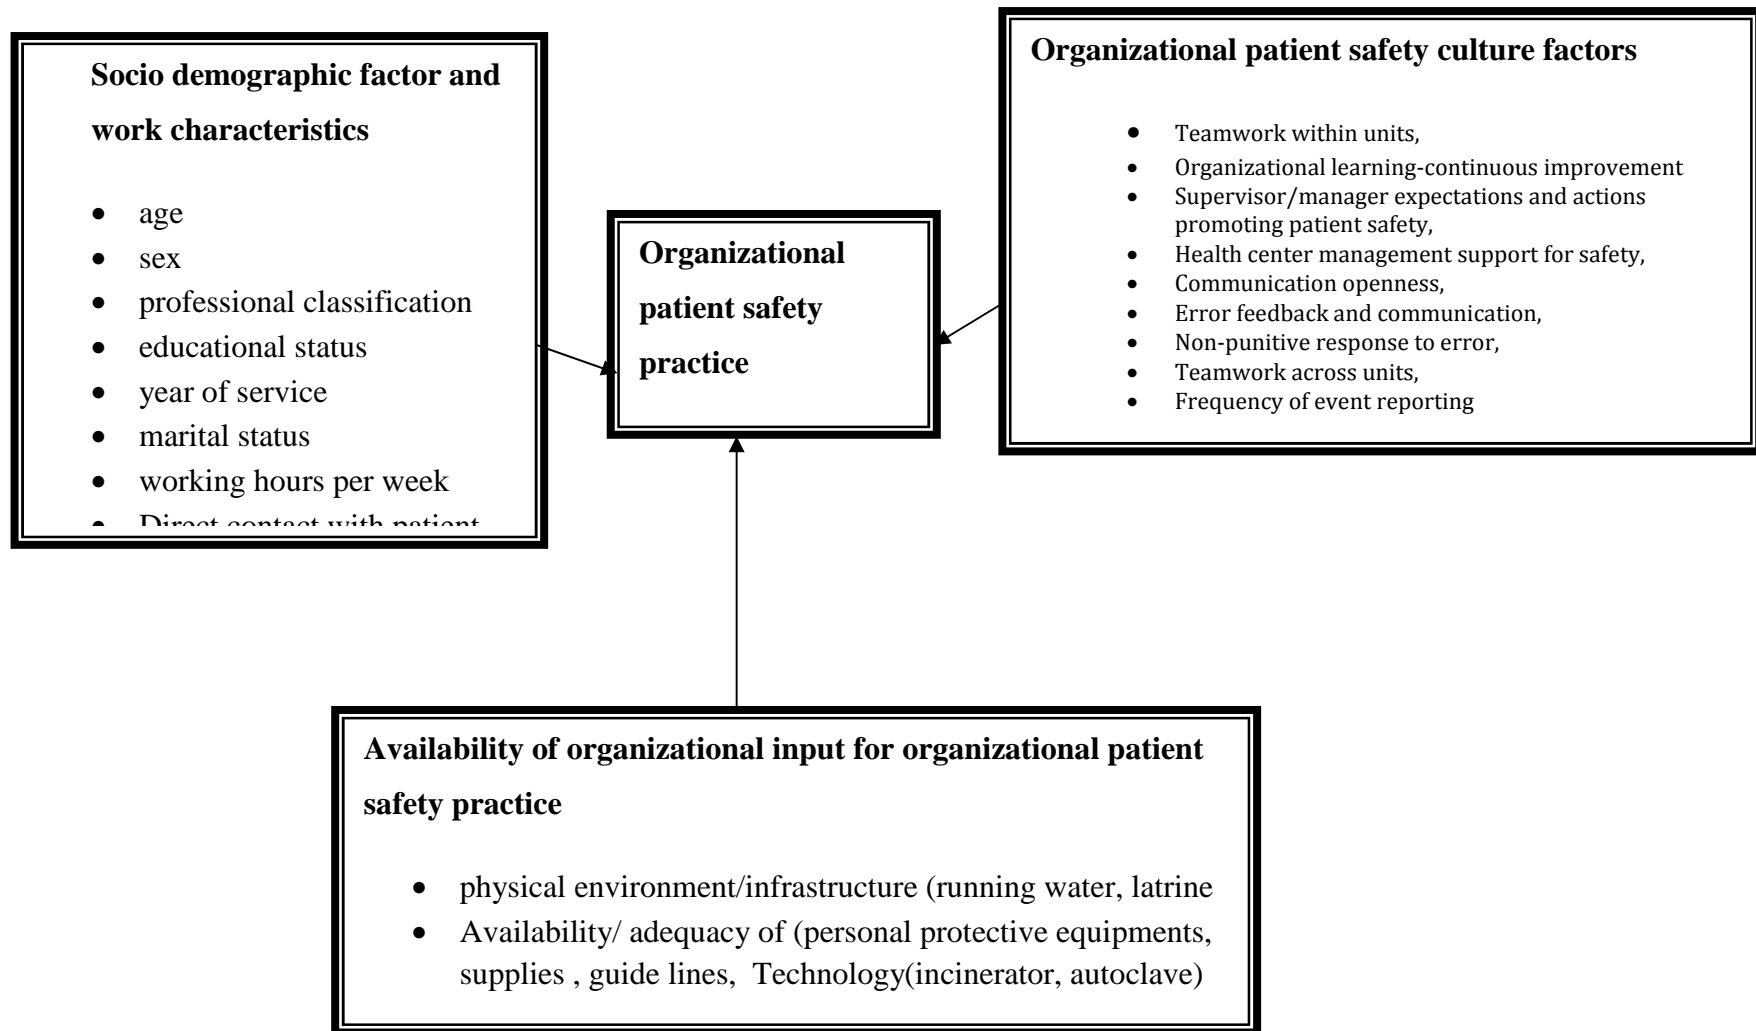 Socio demographic factor and
work characteristics
• age
• sex
• professional classification
• educational status
• year of service
• marital status
• working hours per week
• Direct contact with patient
Organizational
patient safety
practice
Organizational patient safety culture factors
• Teamwork within units,
• Organizational learning-continuous improvement
• Supervisor/manager expectations and actions
promoting patient safety,
• Health center management support for safety,
• Communication openness,
• Error feedback and communication,
• Non-punitive response to error,
• Teamwork across units,
• Frequency of event reporting
Availability of organizational input for organizational patient
safety practice
• physical environment/infrastructure (running water, latrine
• Availability/ adequacy of (personal protective equipments,
supplies , guide lines, Technology(incinerator, autoclave)